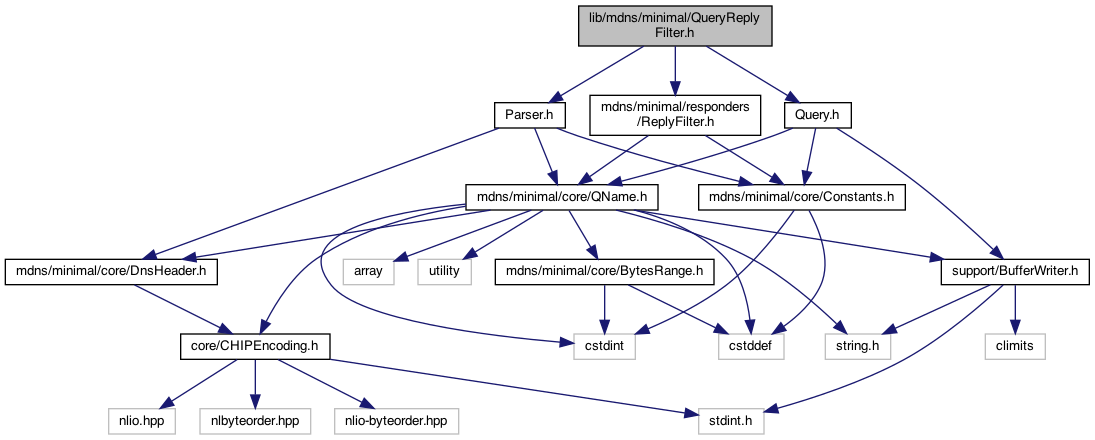 lib/mdns/minimal/QueryReply
Filter.h
Parser.h
mdns/minimal/responders
/ReplyFilter.h
Query.h
mdns/minimal/core/QName.h
mdns/minimal/core/Constants.h
mdns/minimal/core/DnsHeader.h
array
utility
mdns/minimal/core/BytesRange.h
support/BufferWriter.h
core/CHIPEncoding.h
cstdint
cstddef
string.h
climits
nlio.hpp
nlbyteorder.hpp
nlio-byteorder.hpp
stdint.h